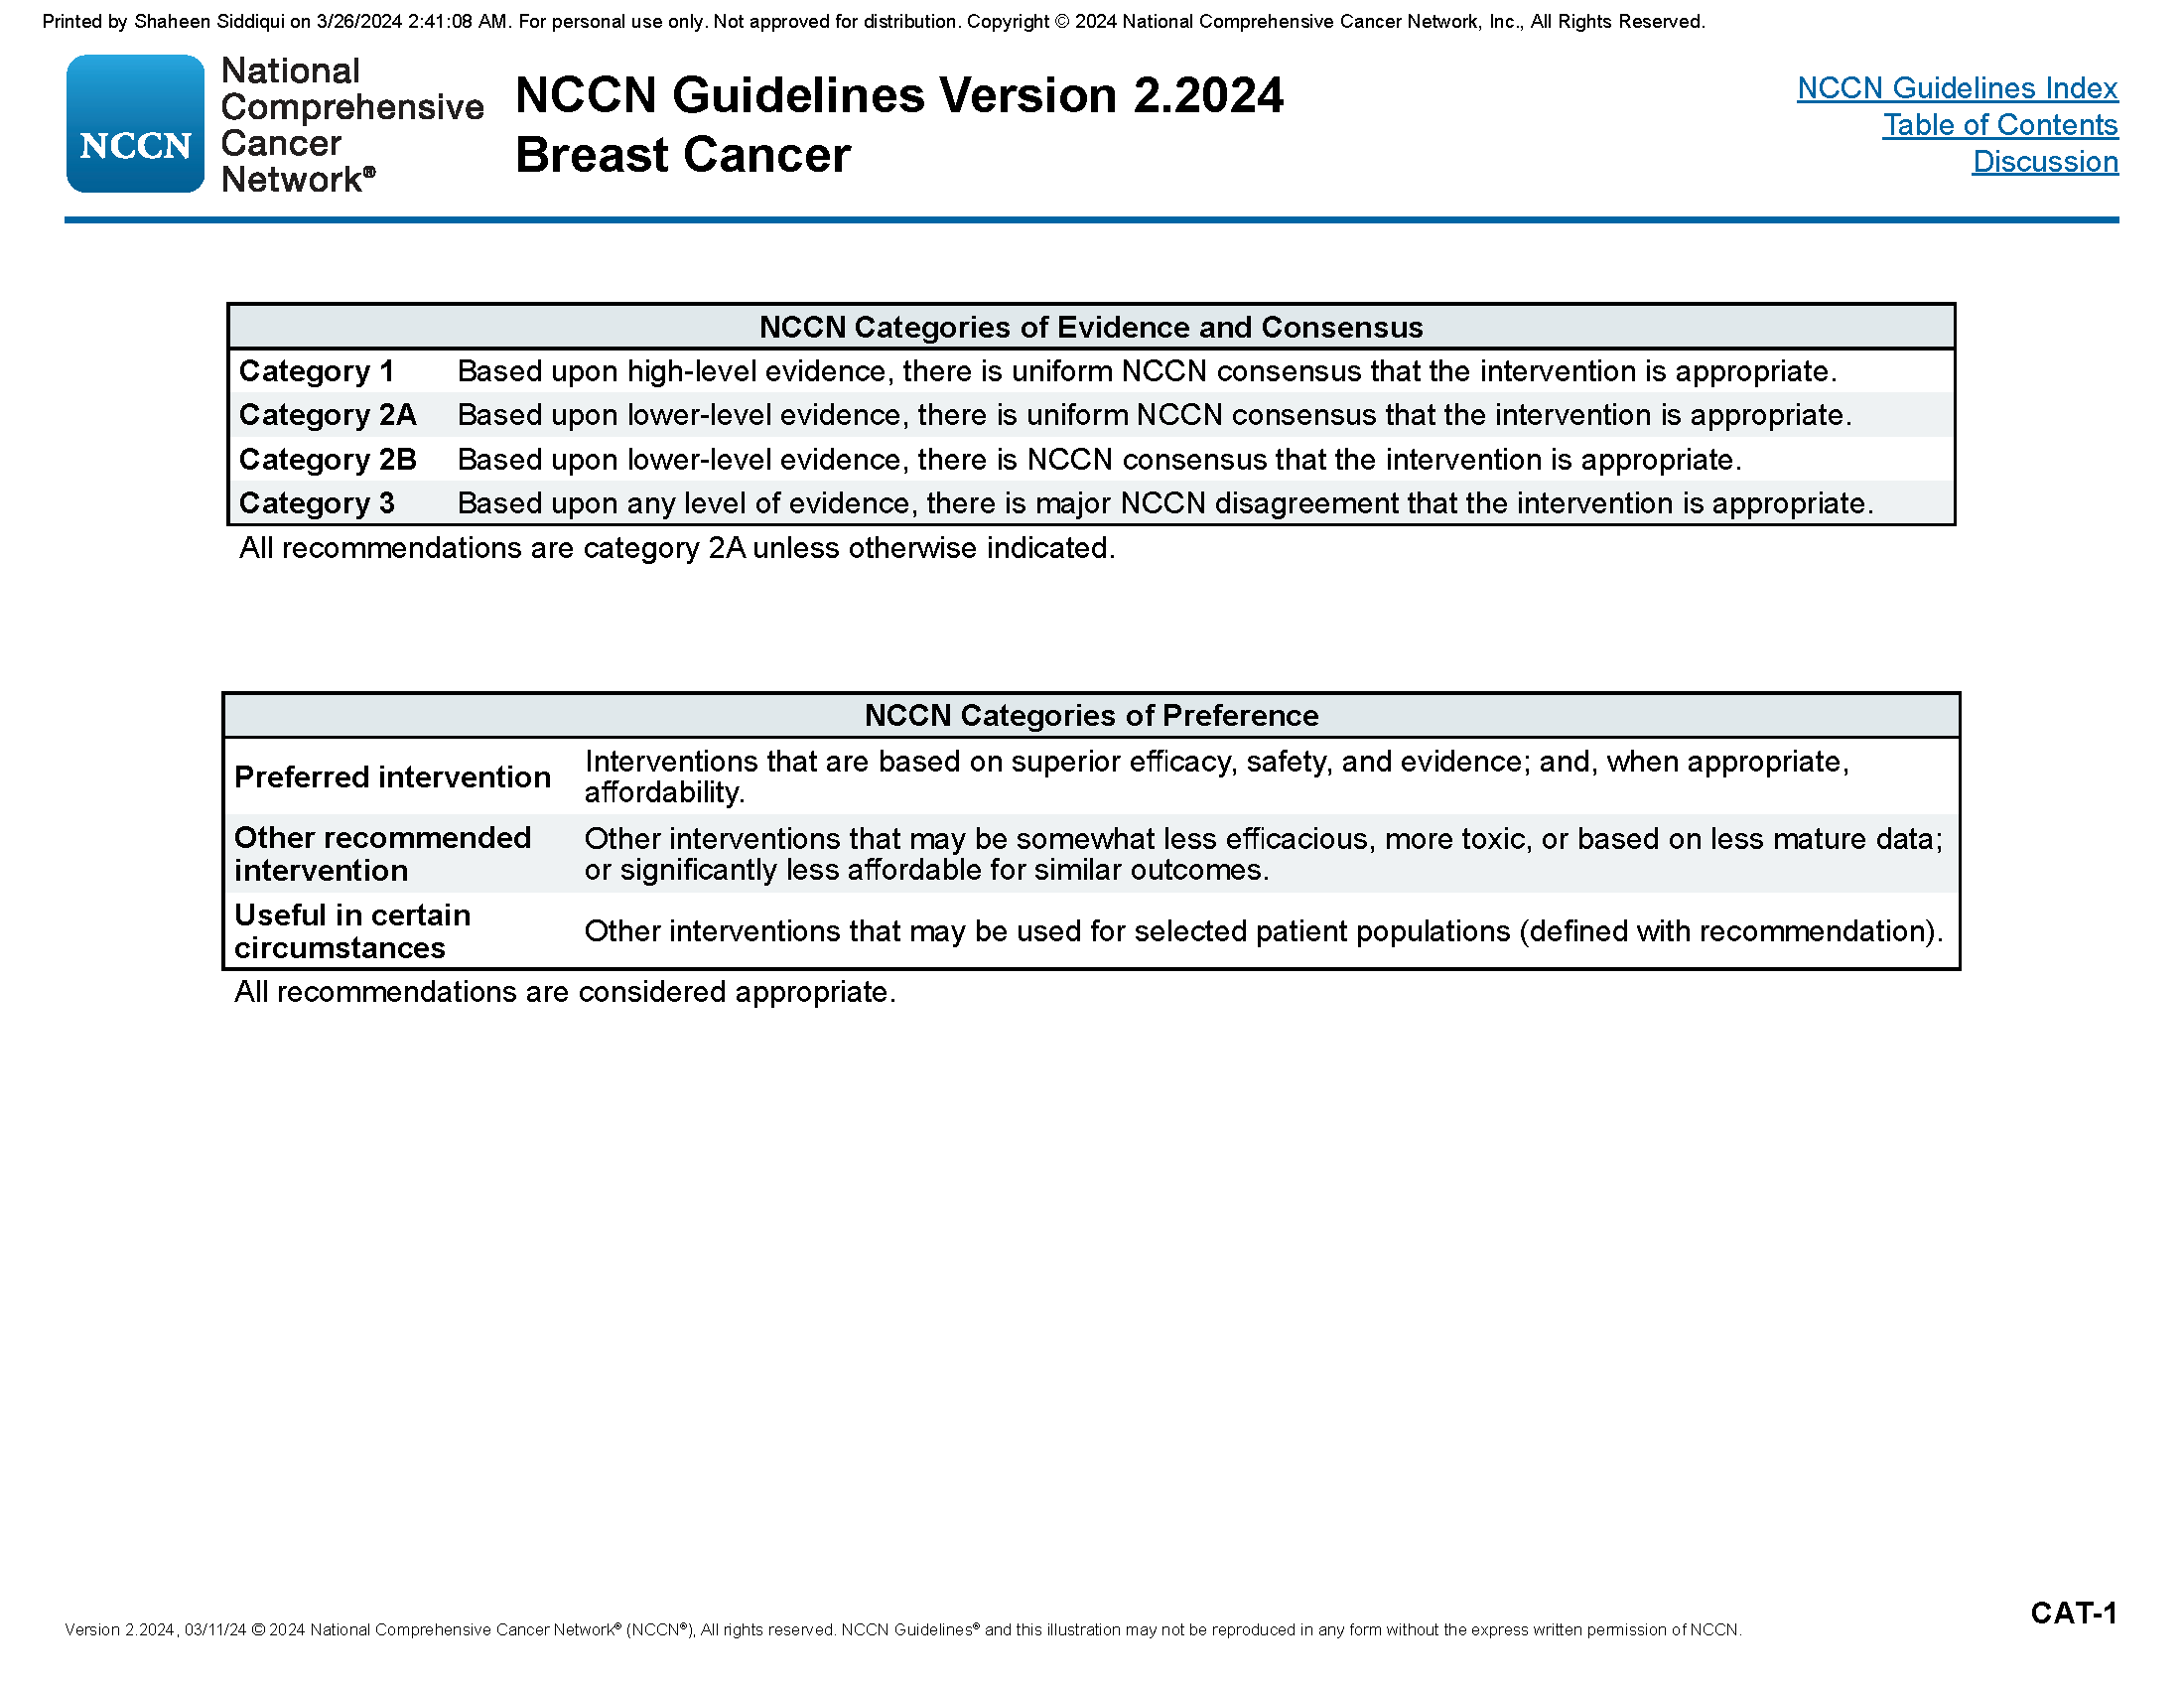 Printed by Shaheen Siddiqui on 3/26/2024 2:41:08 AM. For personal use only. Not approved for distribution. Copyright © 2024 National Comprehensive Cancer Network, Inc., All Rights Reserved.
NCCN
National
Comprehensive
Cancer
Network®
NCCN Guidelines Version 2.2024
Breast Cancer
NCCN Guidelines Index
Table of Contents
Discussion
NCCN Categories of Evidence and Consensus
Category 1 Based upon high-level evidence, there is uniform NCCN consensus that the intervention is appropriate.
Category 2A Based upon lower-level evidence, there is uniform NCCN consensus that the intervention is appropriate.
Category 2B Based upon lower-level evidence, there is NCCN consensus that the intervention is appropriate.
Category 3 Based upon any level of evidence, there is major NCCN disagreement that the intervention is appropriate.
All recommendations are category 2A unless otherwise indicated.
NCCN Categories of Preference
Preferred intervention
Interventions that are based on superior efficacy, safety, and evidence; and, when appropriate,
affordability.
Other recommended
intervention
Other interventions that may be somewhat less efficacious, more toxic, or based on less mature data;
or significantly less affordable for similar outcomes.
Useful in certain
circumstances
Other interventions that may be used for selected patient populations (defined with recommendation).
All recommendations are considered appropriate.
CAT-1
Version 2.2024, 03/11/24 © 2024 National Comprehensive Cancer Network® (NCCN®), All rights reserved. NCCN Guidelines® and this illustration may not be reproduced in any form without the express written permission of NCCN.